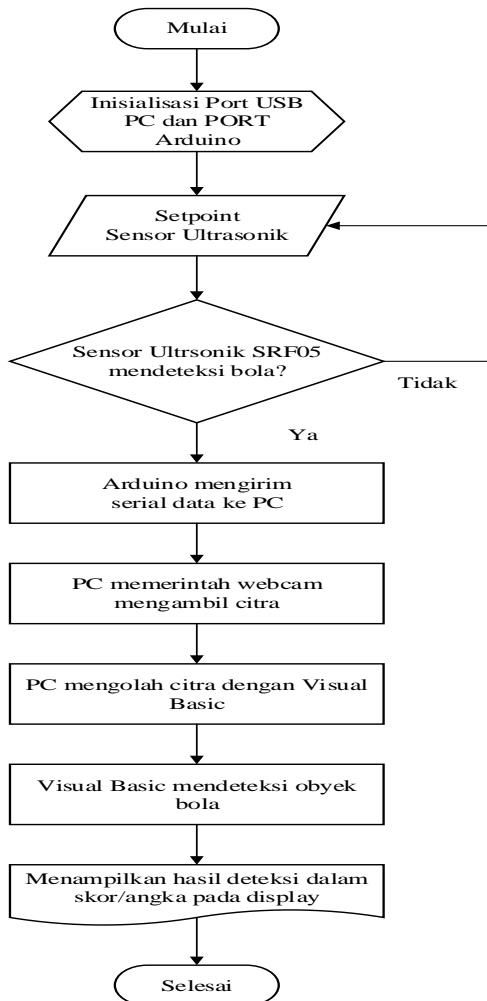 Mulai
Inisialisasi Port USB
PC dan PORT
Arduino
Setpoint
Sensor Ultrasonik
Sensor Ultrsonik SRF05
mendeteksi bola?
Tidak
Ya
Arduino mengirim
serial data ke PC
PC memerintah webcam
mengambil citra
PC mengolah citra dengan Visual
Basic
Visual Basic mendeteksi obyek
bola
Menampilkan hasil deteksi dalam
skor/angka pada display
Selesai